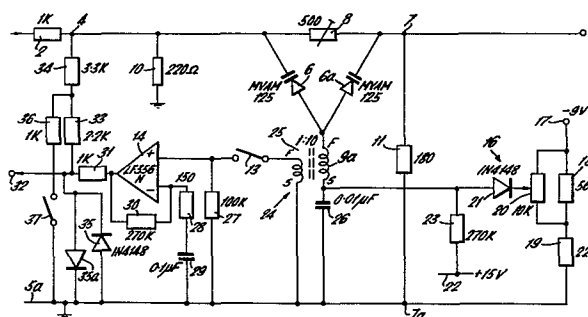 1K
4
500
8
7
2
34
3·3K
10
220Ω
MVAM
125
6
6a
MVAM
125
36
1K
33
2·2K
-9V
17
31
1K
14
+
LF356
N
-
150
13
25
F
1:10
F
9a
S
S
24
11
180
16
1N4148
21
20
10K
32
30
270K
28
100K
27
0·01μF
26
23
270K
19
37
35
1N4148
35a
0·1μF
29
22
+15V
5a
7a